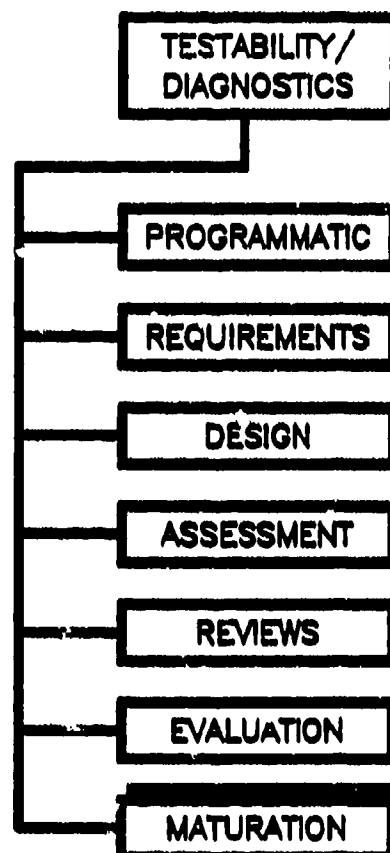 TESTABILITY/
DIAGNOSTICS
PROGRAMMATIC
REQUIREMENTS
DESIGN
ASSESSMENT
REVIEWS
EVALUATION
MATURATION